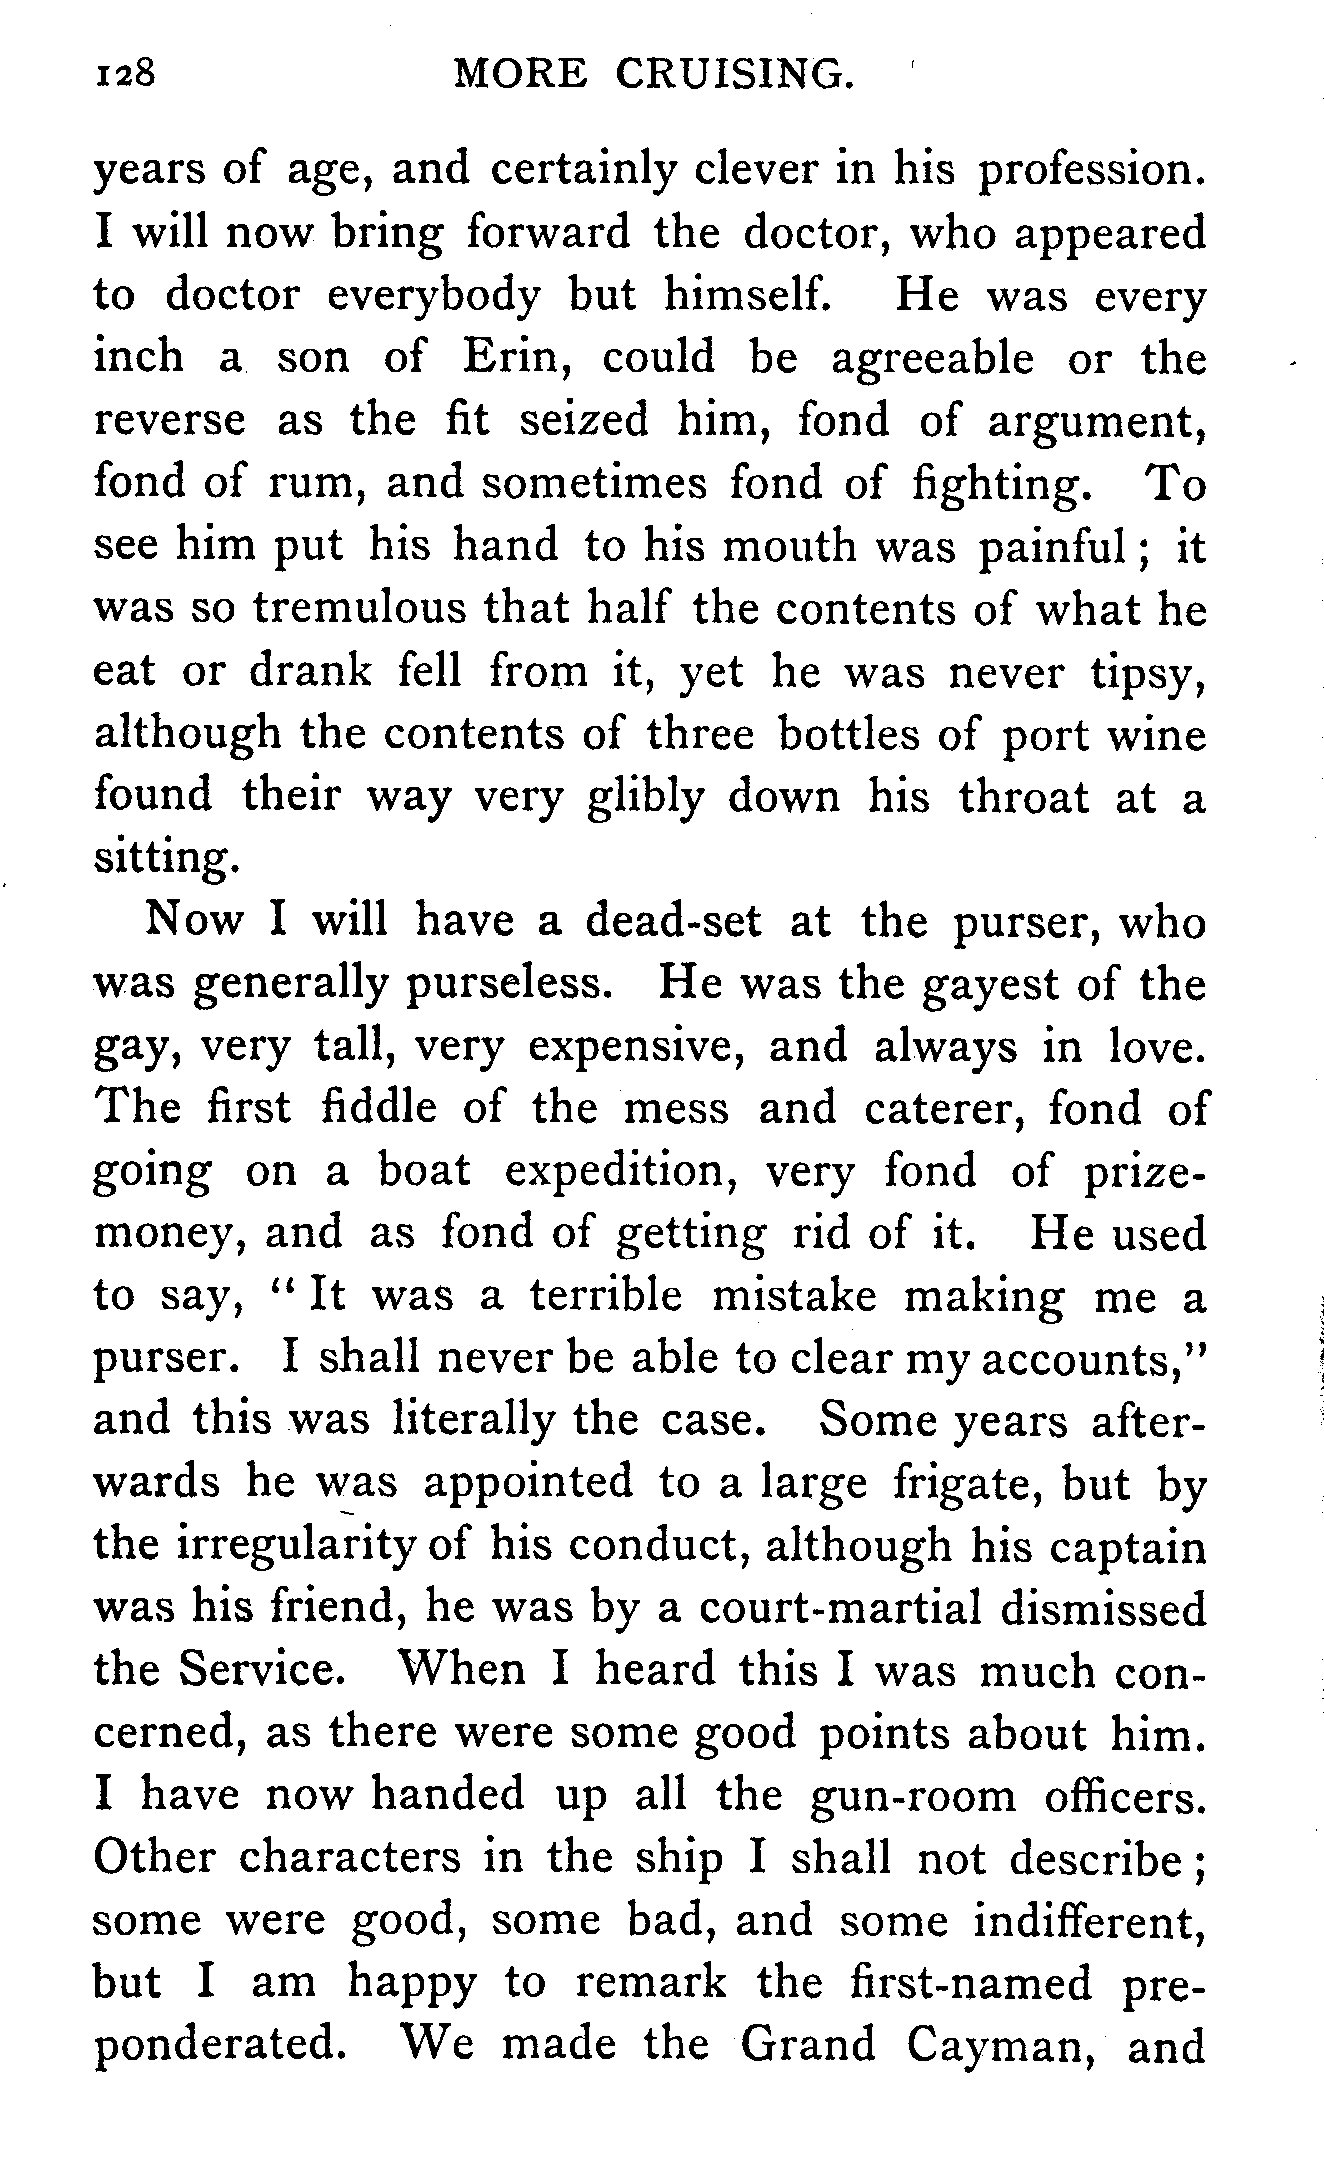 128 MORE CRUISING.
years of age, and certainly clever in his profession.
I will now bring forward the doctor, who appeared
to doctor everybody but himself. He was every
inch a son of Erin, could be agreeable or the
reverse as the fit seized him, fond of argument,
fond of rum, and sometimes fond of fighting. To
see him put his hand to his mouth was painful; it
was so tremulous that half the contents of what he
eat or drank fell from it, yet he was never tipsy,
although the contents of three bottles of port wine
found their way very glibly down his throat at a
sitting.
Now I will have a dead-set at the purser, who
was generally purseless. He was the gayest of the
gay, very tall, very expensive, and always in love.
The first fiddle of the mess and caterer, fond of
going on a boat expedition, very fond of prize-
money, and as fond of getting rid of it. He used
to say, "It was a terrible mistake making me a
purser. I shall never be able to clear my accounts,"
and this was literally the case. Some years after-
wards he was appointed to a large frigate, but by
the irregularity of his conduct, although his captain
was his friend, he was by a court-martial dismissed
the Service. When I heard this I was much con-
cerned, as there were some good points about him.
I have now handed up all the gun-room officers.
Other characters in the ship I shall not describe;
some were good, some bad, and some indifferent,
but I am happy to remark the first-named pre-
ponderated. We made the Grand Cayman, and